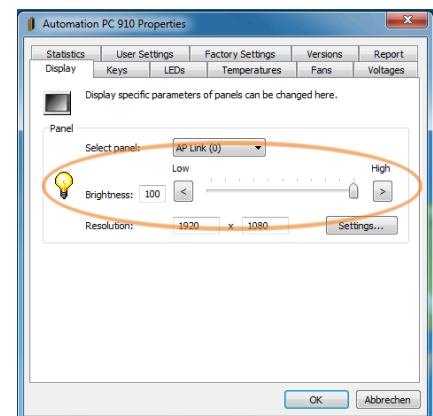 Automation PC 910 Properties
Statistics User Settings Factory Settings Versions Report
Display Keys LEDs Temperatures Fans Voltages
Display specific parameters of panels can be changed here.
Panel
Select panel: AP Link (0)
Low High
Brightness: 100 < >
Resolution: 1920 x 1080 Settings...
OK Abbrechen